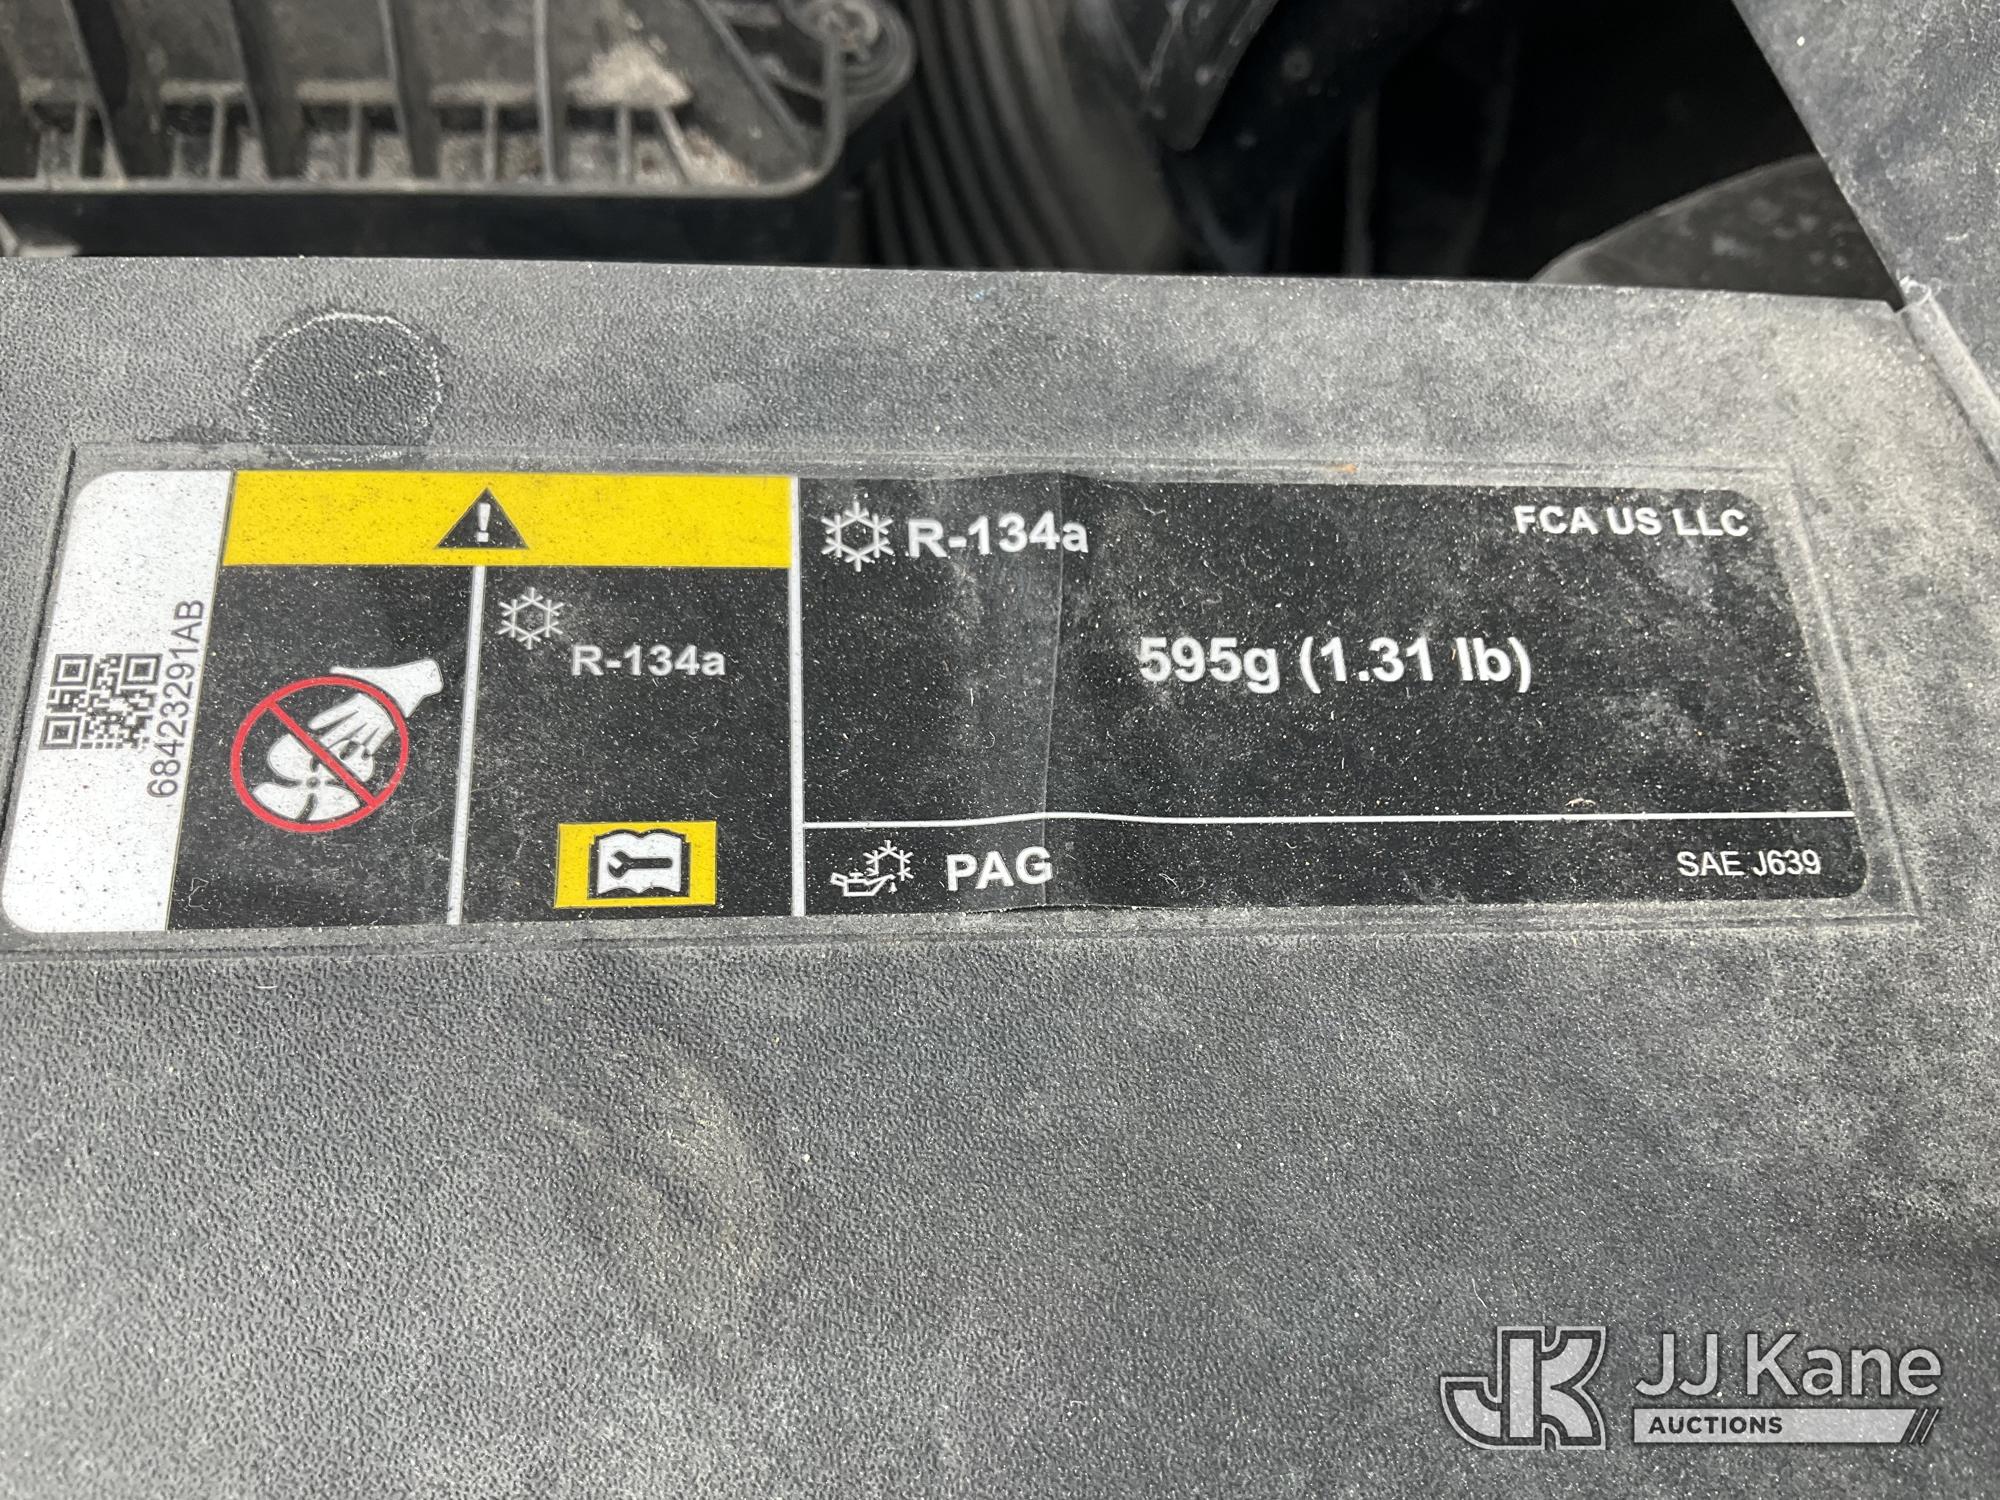 68423291AB
R-134a
R-134a
FCA US LLC
595g (1.31 lb)
PAG
SAE J639
JJ Kane
AUCTIONS